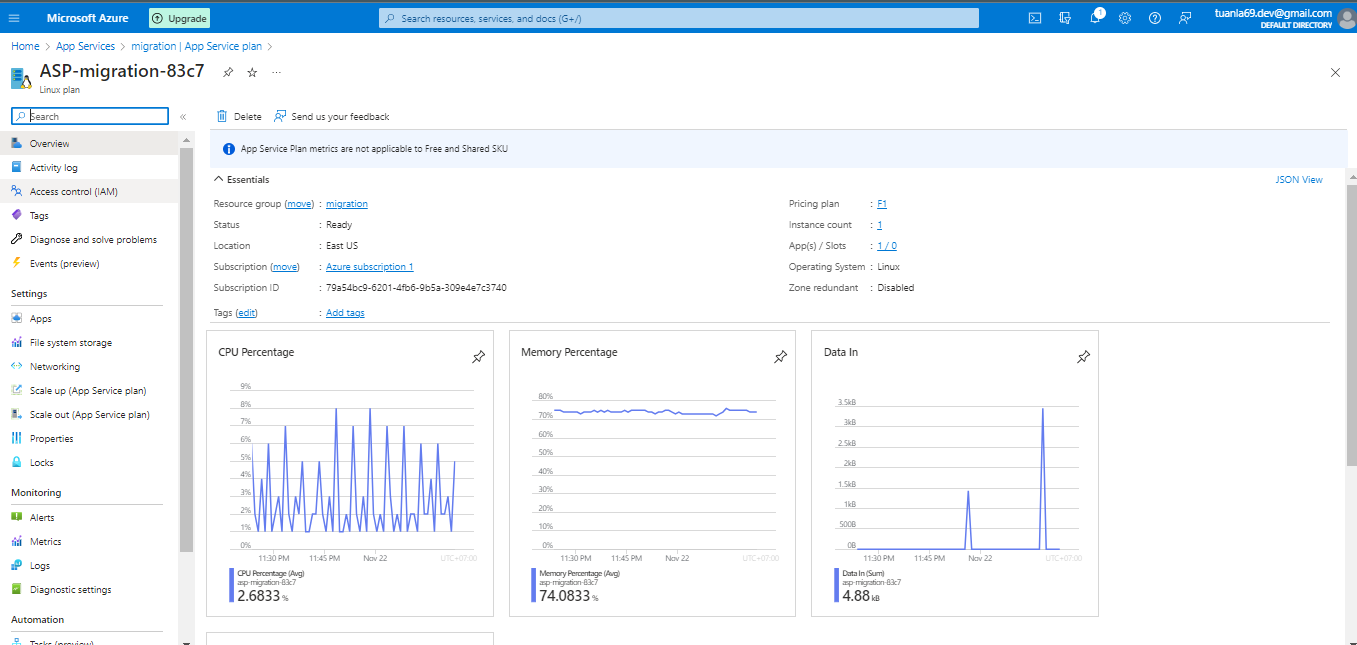 Microsoft Azure
Upgrade
Search resources, services, and docs (G+/)
1
tuanla69.dev@gmail.com
DEFAULT DIRECTORY
Home > App Services > migration | App Service plan >
ASP-migration-83c7
Linux plan
Search
«
Delete
Send us your feedback
Overview
Activity log
Access control (IAM)
Tags
Diagnose and solve problems
Events (preview)
Settings
Apps
File system storage
Networking
Scale up (App Service plan)
Scale out (App Service plan)
Properties
Locks
Monitoring
Alerts
Metrics
Logs
Diagnostic settings
Automation
Tasks (preview)
App Service Plan metrics are not applicable to Free and Shared SKU
Essentials
JSON View
Resource group (move) : migration
Status : Ready
Location : East US
Subscription (move) : Azure subscription 1
Subscription ID : 79a54bc9-6201-4fb6-9b5a-309e4e7c3740
Tags (edit) : Add tags
Pricing plan : F1
Instance count : 1
App(s) / Slots : 1 / 0
Operating System : Linux
Zone redundant : Disabled
CPU Percentage
9%
8%
7%
6%
5%
4%
3%
2%
1%
0%
11:30 PM 11:45 PM Nov 22 UTC+07:00
CPU Percentage (Avg)
asp-migration-83c7
2.6833 %
Memory Percentage
80%
70%
60%
50%
40%
30%
20%
10%
0%
11:30 PM 11:45 PM Nov 22 UTC+07:00
Memory Percentage (Avg)
asp-migration-83c7
74.0833 %
Data In
3.5kB
3kB
2.5kB
2kB
1.5kB
1kB
500B
0B
11:30 PM 11:45 PM Nov 22 UTC+07:00
Data In (Sum)
asp-migration-83c7
4.88 kB